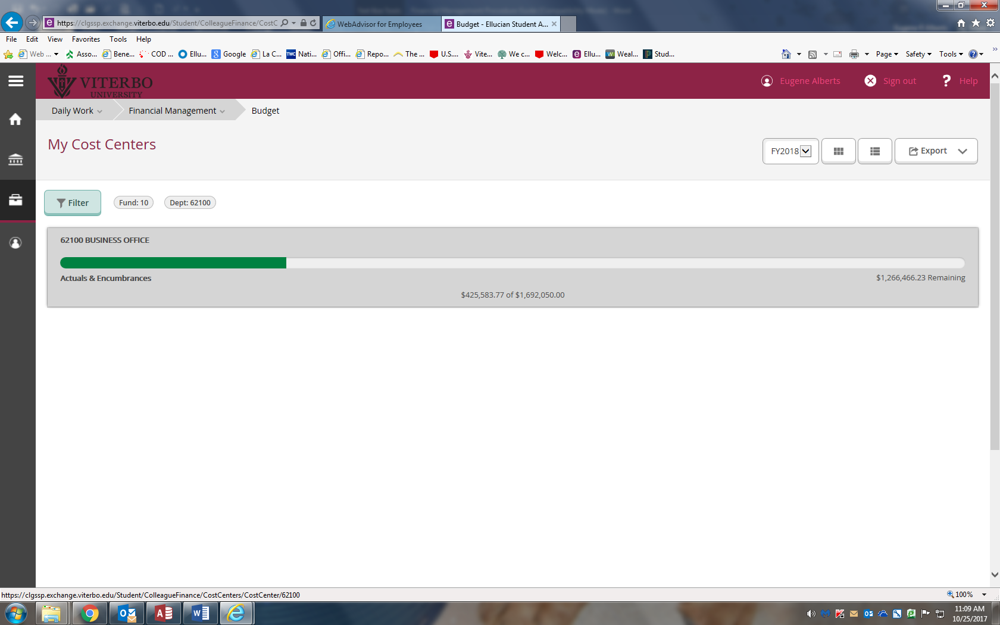 https://clgssp.exchange.viterbo.edu/Student/ColleagueFinance/CostC
WebAdvisor for Employees
Budget - Ellucian Student A...
File Edit View Favorites Tools Help
Web ... Asso... Bene... COD ... Ellu... Google La C... Nati... Offi... Repo... The ... U.S.... Vite... We c... Welc... Ellu... Weal... Stud...
Page Safety Tools
VITERBO
UNIVERSITY
Eugene Alberts Sign out ? Help
Daily Work Financial Management Budget
My Cost Centers
FY2018 Export
Filter Fund: 10 Dept: 62100
62100 BUSINESS OFFICE
Actuals & Encumbrances $1,266,466.23 Remaining
$425,583.77 of $1,692,050.00
https://clgssp.exchange.viterbo.edu/Student/ColleagueFinance/CostCenters/CostCenter/62100
100%
11:09 AM
10/25/2017